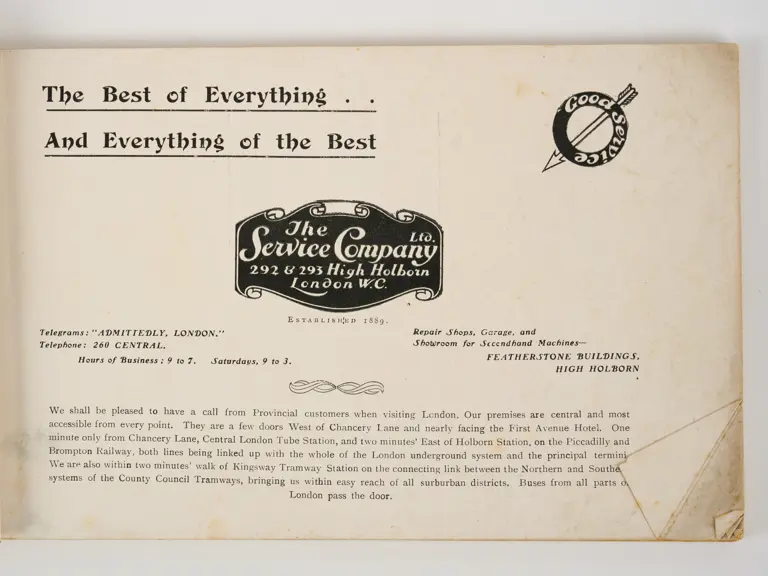 The Best of Everything . .
And Everything of the Best
Good Service
The
Service Company Ltd.
292 & 293 High Holborn
London W.C.
ESTABLISHED 1889.
Telegrams: "ADMITTEDLY, LONDON."
Telephone: 260 CENTRAL.
Hours of Business; 9 to 7. Saturdays, 9 to 3.
Repair Shops, Garage, and
Showroom for Secondhand Machines—
FEATHERSTONE BUILDINGS,
HIGH HOLBORN
We shall be pleased to have a call from Provincial customers when visiting London. Our premises are central and most
accessible from every point. They are a few doors West of Chancery Lane and nearly facing the First Avenue Hotel. One
minute only from Chancery Lane, Central London Tube Station, and two minutes' East of Holborn Station, on the Piccadilly and
Brompton Railway, both lines being linked up with the whole of the London underground system and the principal termini.
We are also within two minutes' walk of Kingsway Tramway Station on the connecting link between the Northern and Southe
systems of the County Council Tramways, bringing us within easy reach of all surburban districts. Buses from all parts o
London pass the door.